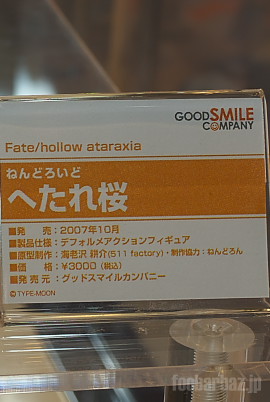 GOOD SMILE
COMPANY
Fate/hollow ataraxia
ねんどろいど
へたれ桜
■発　　売：2007年10月
■製品仕様：デフォルメアクションフィギュア
■原型制作：海老沢 耕介(511 factory)・制作協力：ねんどろん
■価　　格：¥3000（税込）
■発 売 元：グッドスマイルカンパニー
©TYPE-MOON
foobarbaz.jp